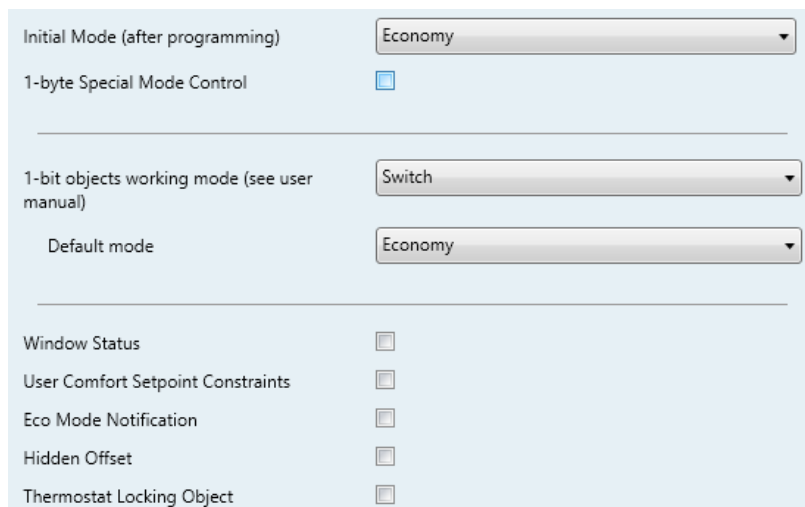 Initial Mode (after programming)
Economy
1-byte Special Mode Control
1-bit objects working mode (see user
manual)
Switch
Default mode
Economy
Window Status
User Comfort Setpoint Constraints
Eco Mode Notification
Hidden Offset
Thermostat Locking Object